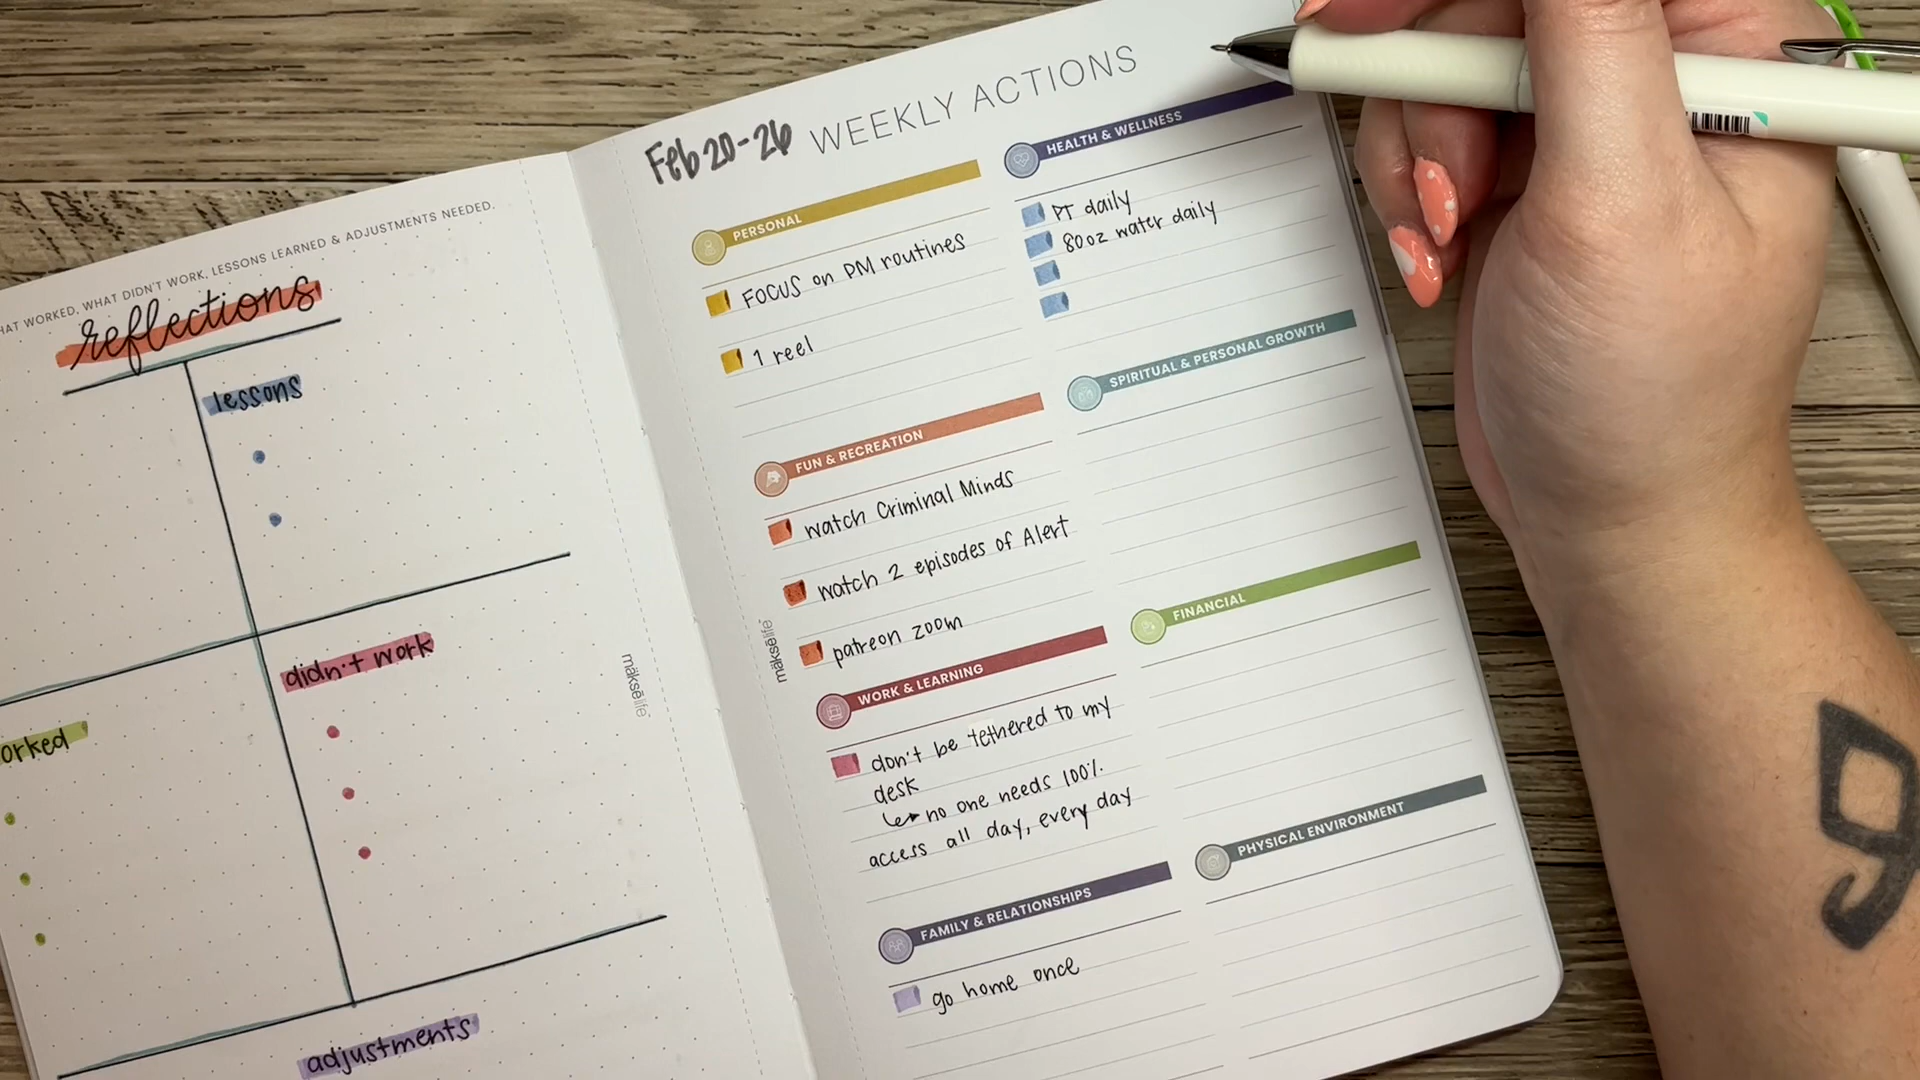 WORKED, WHAT DIDN'T WORK, LESSONS LEARNED & ADJUSTMENTS NEEDED.
reflections
lessons
didn't work
orked
adjustments
mäksēlife
Feb 20-26 WEEKLY ACTIONS
PERSONAL
FOCUS on PM routines
1 reel
FUN & RECREATION
watch Criminal Minds
watch 2 episodes of Alert
patreon zoom
mäksēlife
WORK & LEARNING
don't be tethered to my
desk
no one needs 100%
access all day, every day
FAMILY & RELATIONSHIPS
go home once
HEALTH & WELLNESS
PT daily
80oz water daily
SPIRITUAL & PERSONAL GROWTH
FINANCIAL
PHYSICAL ENVIRONMENT